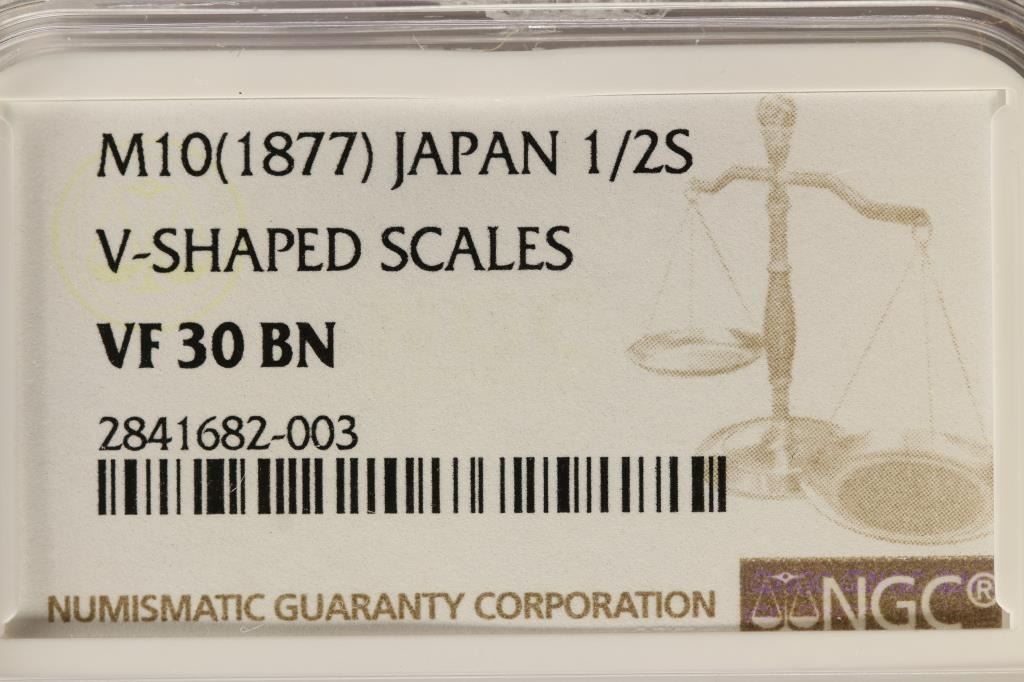 M10(1877) JAPAN 1/2S
V-SHAPED SCALES
VF 30 BN
2841682-003
NUMISMATIC GUARANTY CORPORATION
NGC®